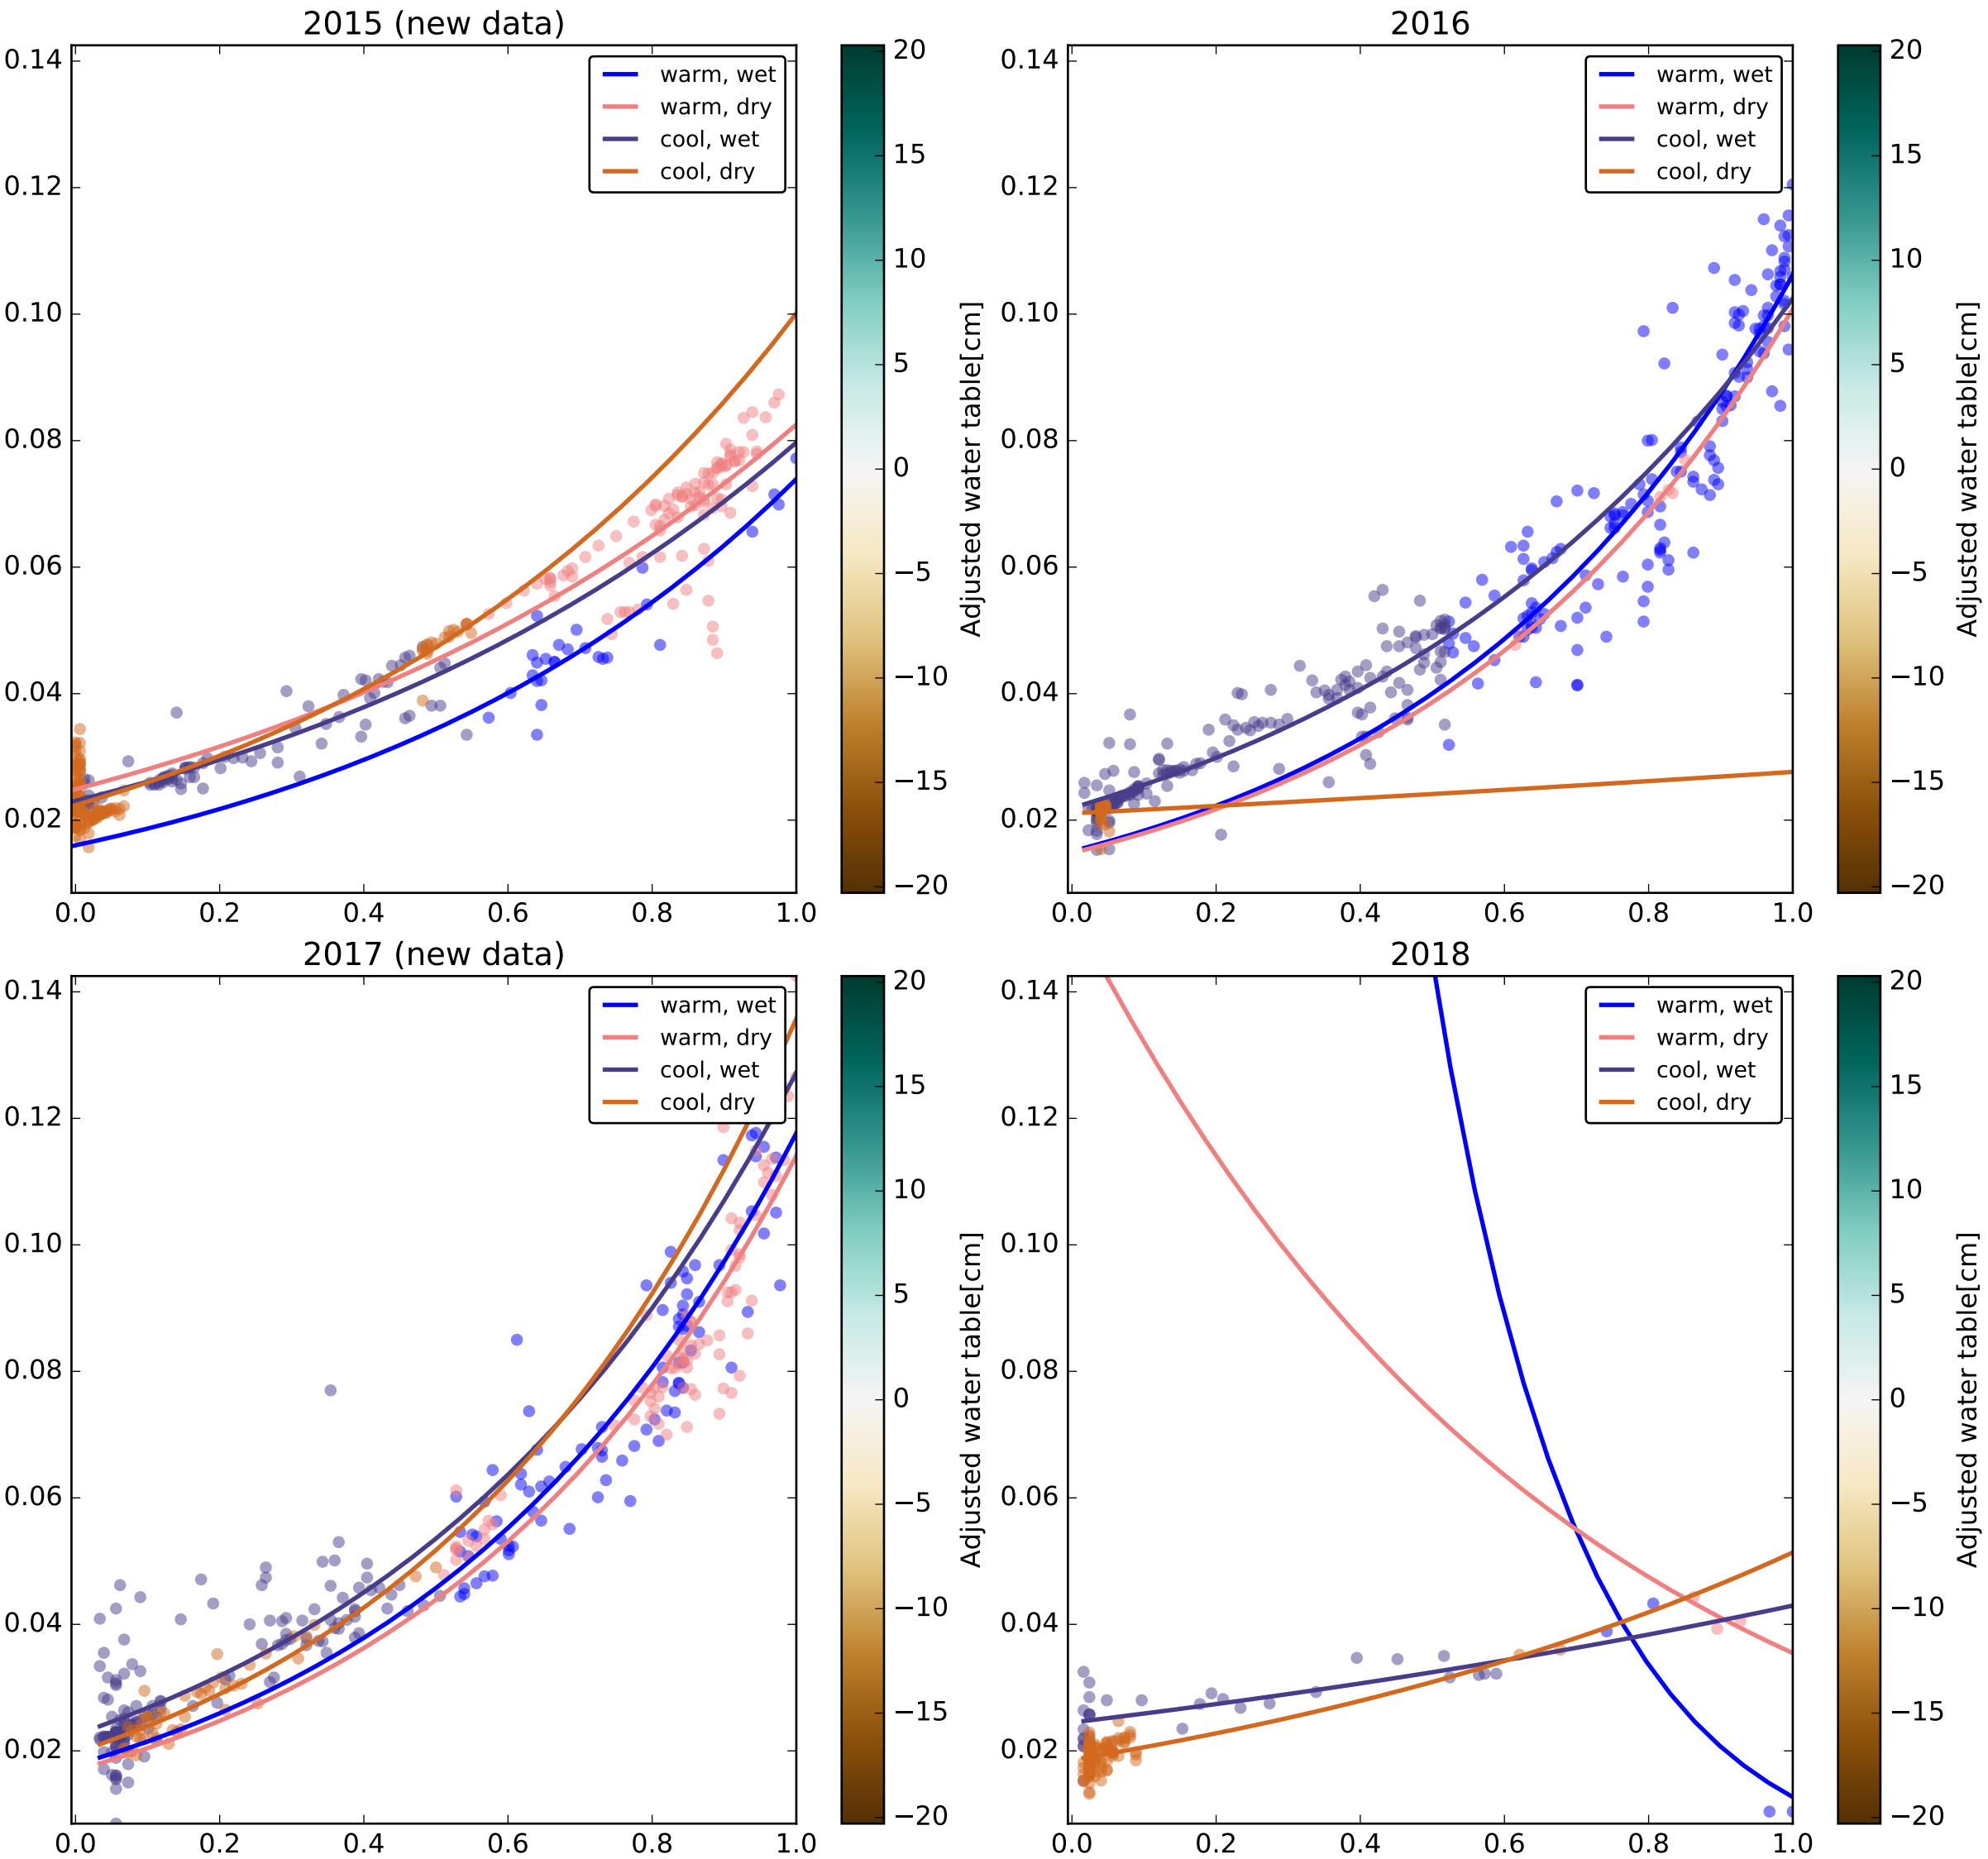 2015 (new data)
0.14
0.12
0.10
0.08
0.06
0.04
0.02
0.0 0.2 0.4 0.6 0.8 1.0
warm, wet
warm, dry
cool, wet
cool, dry
20
15
10
5
0
−5
−10
−15
−20
Adjusted water table[cm]
2016
0.14
0.12
0.10
0.08
0.06
0.04
0.02
0.0 0.2 0.4 0.6 0.8 1.0
warm, wet
warm, dry
cool, wet
cool, dry
20
15
10
5
0
−5
−10
−15
−20
Adjusted water table[cm]
2017 (new data)
0.14
0.12
0.10
0.08
0.06
0.04
0.02
0.0 0.2 0.4 0.6 0.8 1.0
warm, wet
warm, dry
cool, wet
cool, dry
20
15
10
5
0
−5
−10
−15
−20
Adjusted water table[cm]
2018
0.14
0.12
0.10
0.08
0.06
0.04
0.02
0.0 0.2 0.4 0.6 0.8 1.0
warm, wet
warm, dry
cool, wet
cool, dry
20
15
10
5
0
−5
−10
−15
−20
Adjusted water table[cm]